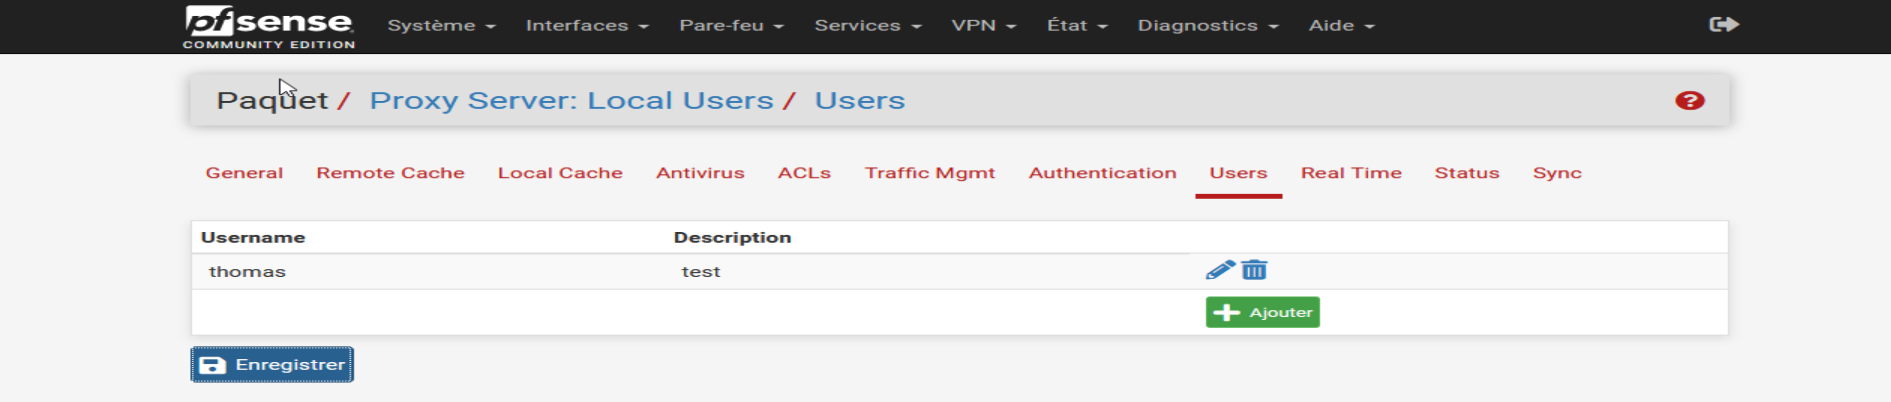 pfsense Système Interfaces Pare-feu Services VPN État Diagnostics Aide
COMMUNITY EDITION
Paquet / Proxy Server: Local Users / Users
General Remote Cache Local Cache Antivirus ACLs Traffic Mgmt Authentication Users Real Time Status Sync
Username Description
thomas test
Ajouter
Enregistrer